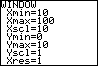 WINDOW
Xmin=10
Xmax=100
Xscl=10
Ymin=0
Ymax=10
Yscl=1
Xres=1